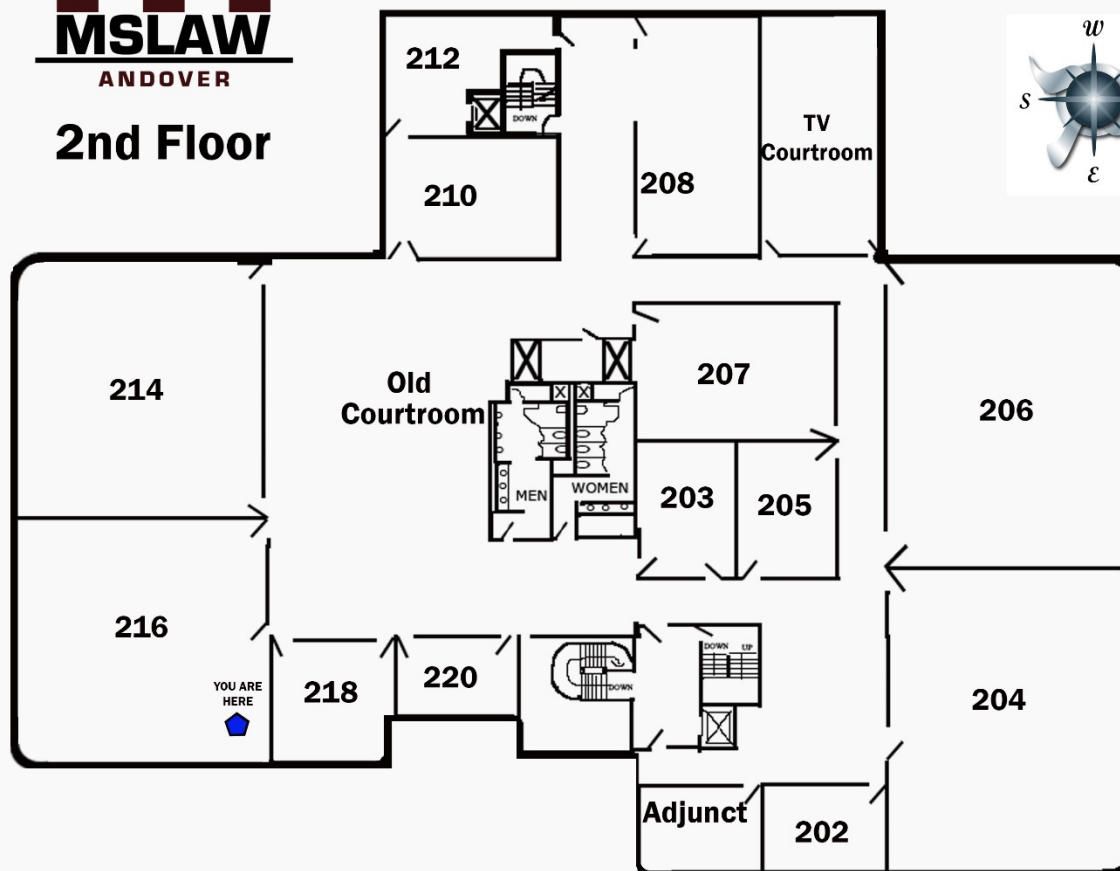 MSLAW
ANDOVER
2nd Floor
212
DOWN
210
208
TV
Courtroom
W
S
E
214
Old
Courtroom
207
206
MEN
WOMEN
203
205
216
YOU ARE
HERE
218
220
DOWN
DOWN
UP
204
Adjunct
202